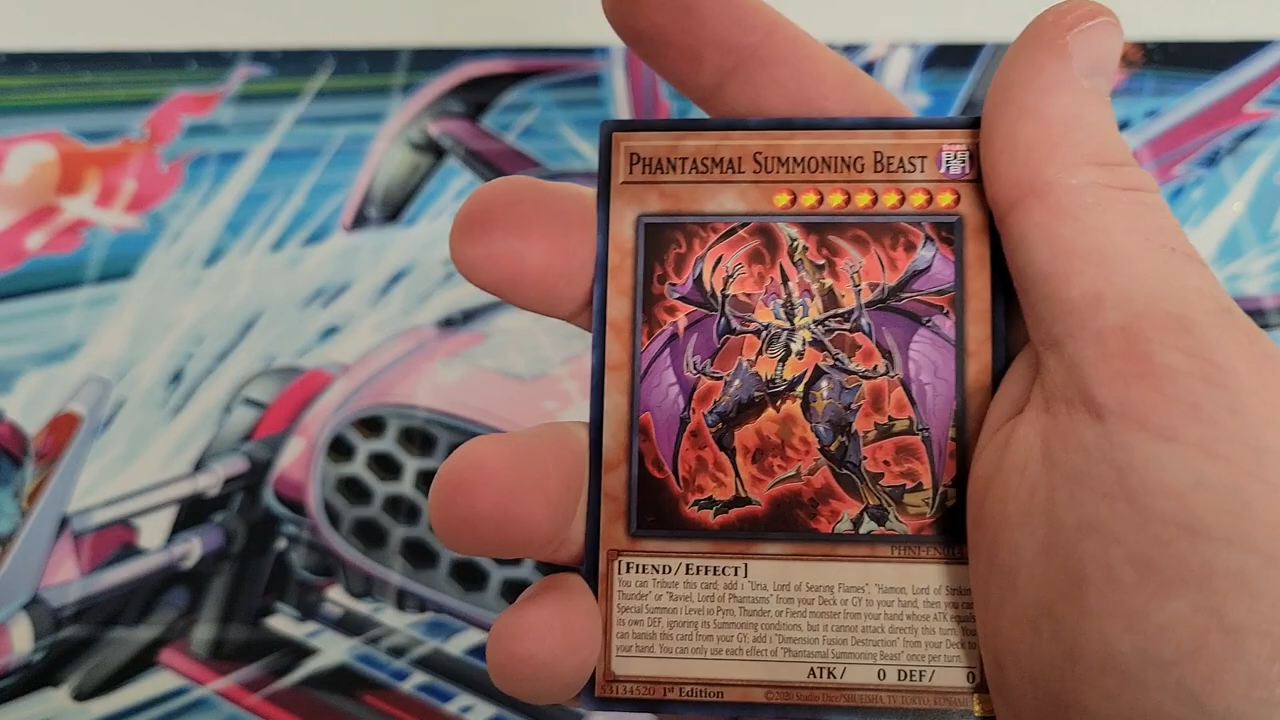 PHANTASMAL SUMMONING BEAST
PHNI-EN014
[FIEND/EFFECT]
You can Tribute this card; add 1 "Uria, Lord of Searing Flames", "Hamon, Lord of Striking
Thunder" or "Raviel, Lord of Phantasms" from your Deck or GY to your hand, then you can
Special Summon 1 Level 10 Pyro, Thunder, or Fiend monster from your hand whose ATK equals
its own DEF, ignoring its Summoning conditions, but it cannot attack directly this turn. You
can banish this card from your GY; add 1 "Dimension Fusion Destruction" from your Deck to
your hand. You can only use each effect of "Phantasmal Summoning Beast" once per turn.
ATK/ 0 DEF/ 0
53134520 1st Edition ©2020 Studio Dice/SHUEISHA, TV TOKYO, KONAMI